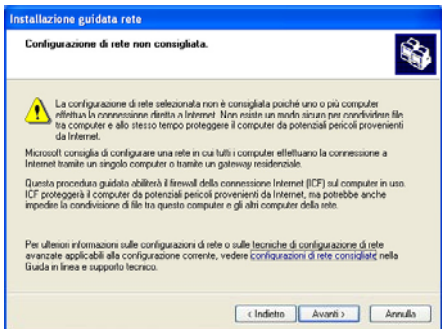 Installazione guidata rete
Configurazione di rete non consigliata.
La configurazione di rete selezionata non è consigliata poiché uno o più computer
effettua la connessione diretta a Internet. Non esiste un modo sicuro per condividere file
tra computer e allo stesso tempo proteggere il computer da potenziali pericoli provenienti
da Internet.
Microsoft consiglia di configurare una rete in cui tutti i computer effettuano la connessione a
Internet tramite un singolo computer o tramite un gateway residenziale.
Questa procedura guidata abiliterà il firewall della connessione Internet (ICF) sul computer in uso.
ICF proteggerà il computer da potenziali pericoli provenienti da Internet, ma potrebbe anche
impedire la condivisione di file tra questo computer e gli altri computer della rete.
Per ulteriori informazioni sulle configurazioni di rete o sulle tecniche di configurazione di rete
avanzate applicabili alla configurazione corrente, vedere configurazioni di rete consigliate nella
Guida in linea e supporto tecnico.
< Indietro Avanti > Annulla